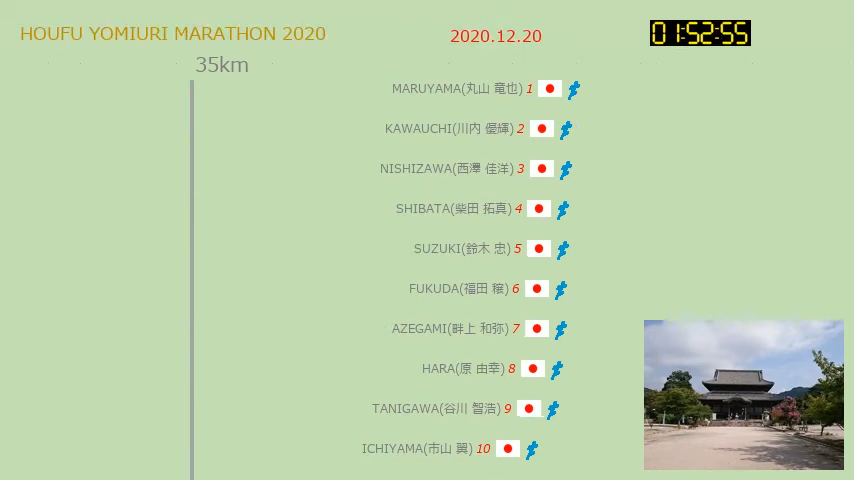 HOUFU YOMIURI MARATHON 2020
2020.12.20
01:52:55
35km
MARUYAMA(丸山 竜也) 1
KAWAUCHI(川内 優輝) 2
NISHIZAWA(西澤 佳洋) 3
SHIBATA(柴田 拓真) 4
SUZUKI(鈴木 忠) 5
FUKUDA(福田 穣) 6
AZEGAMI(畔上 和弥) 7
HARA(原 由幸) 8
TANIGAWA(谷川 智浩) 9
ICHIYAMA(市山 翼) 10